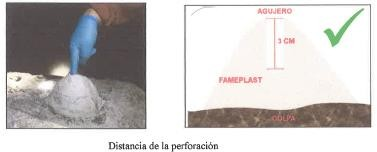 AGUJERO
3 CM
FAMEPLAST
COLPA
Distancia de la perforación